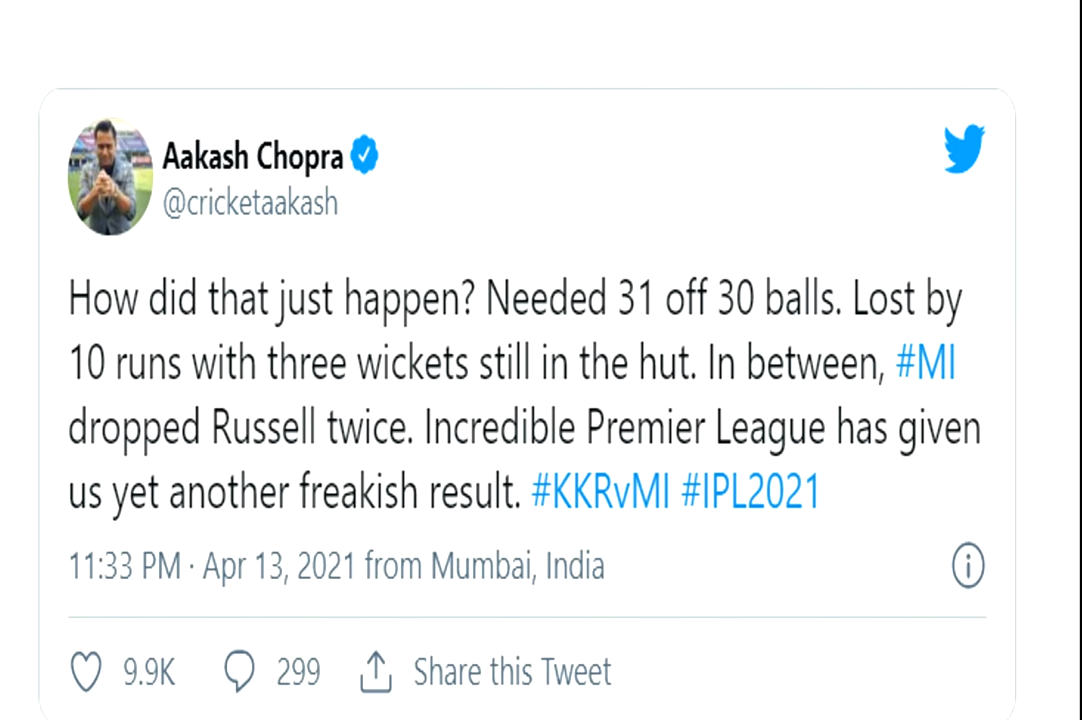 Aakash Chopra
@cricketaakash
How did that just happen? Needed 31 off 30 balls. Lost by
10 runs with three wickets still in the hut. In between, #MI
dropped Russell twice. Incredible Premier League has given
us yet another freakish result. #KKRvMI #IPL2021
11:33 PM · Apr 13, 2021 from Mumbai, India
9.9K 299 Share this Tweet